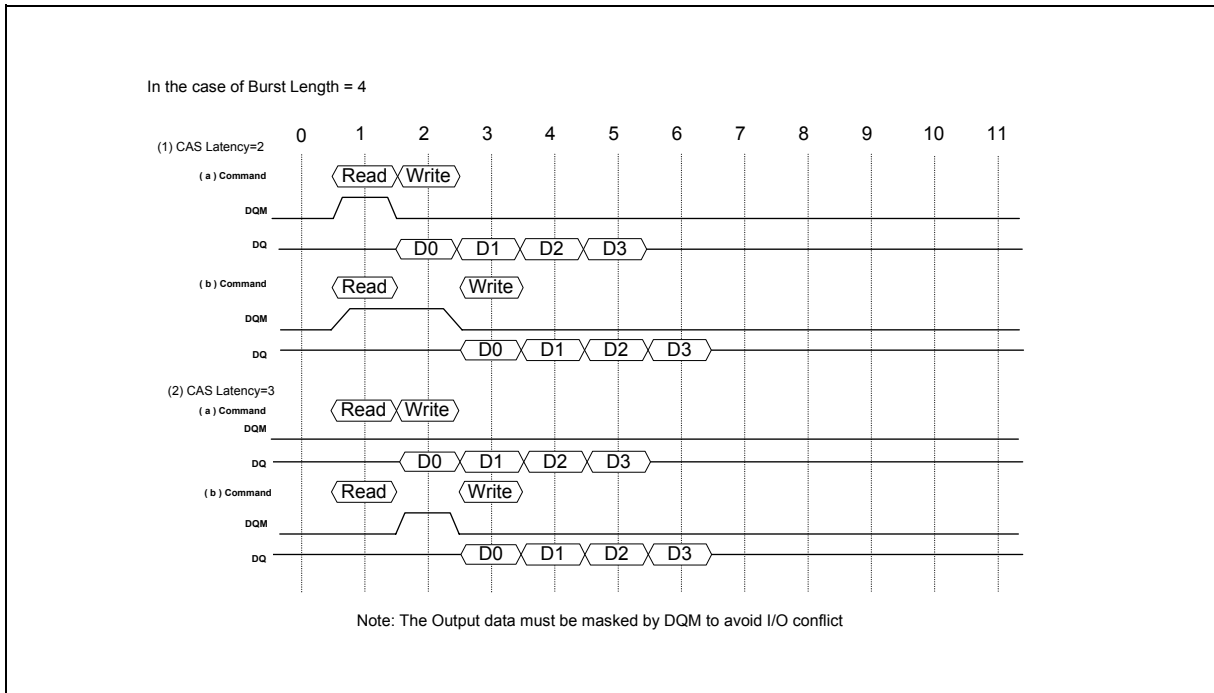 In the case of Burst Length = 4
0 1 2 3 4 5 6 7 8 9 10 11
(1) CAS Latency=2
( a ) Command Read Write
DQM
DQ D0 D1 D2 D3
( b ) Command Read Write
DQM
DQ D0 D1 D2 D3
(2) CAS Latency=3
( a ) Command Read Write
DQM
DQ D0 D1 D2 D3
( b ) Command Read Write
DQM
DQ D0 D1 D2 D3
Note: The Output data must be masked by DQM to avoid I/O conflict